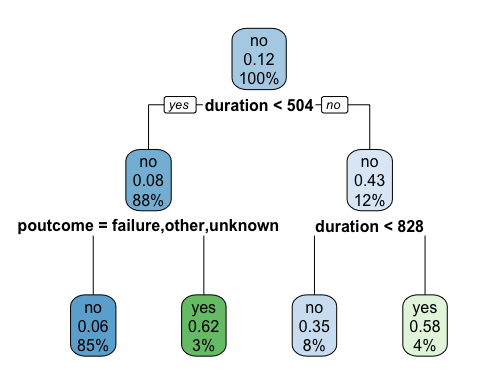 no
0.12
100%
yes duration < 504 no
no
0.08
88%
no
0.43
12%
poutcome = failure,other,unknown
duration < 828
no
0.06
85%
yes
0.62
3%
no
0.35
8%
yes
0.58
4%